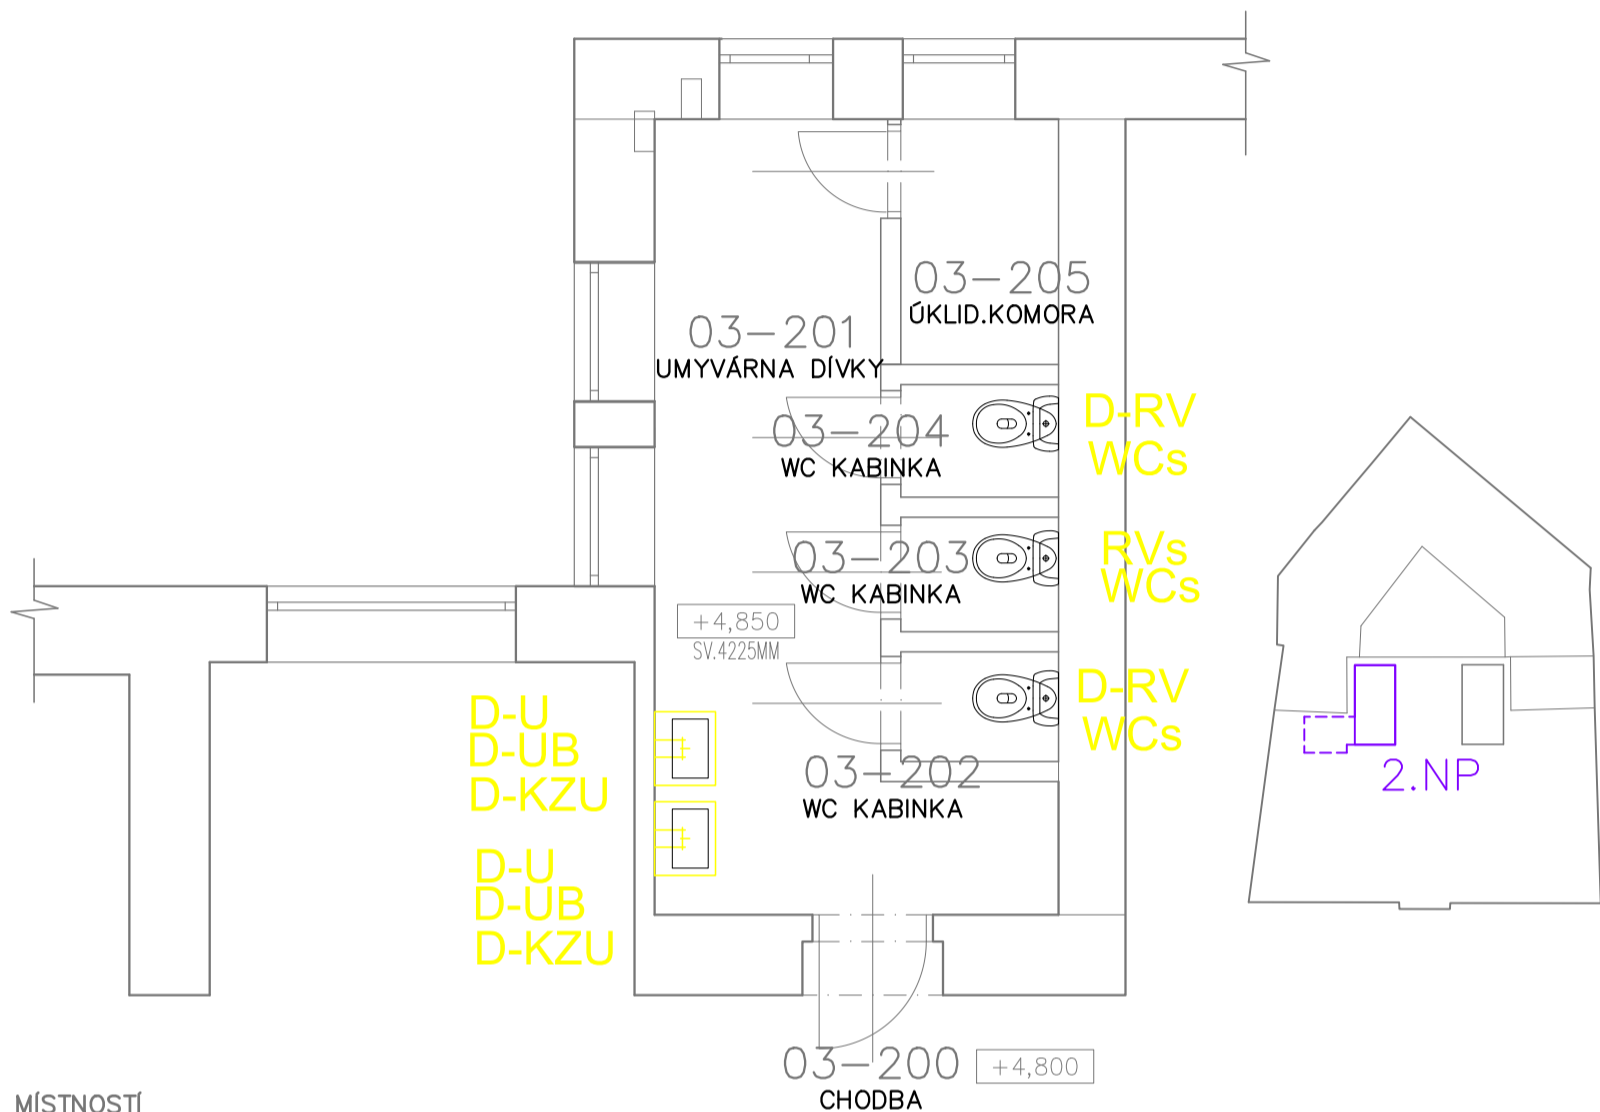 03-205
ÚKLID.KOMORA
03-201
UMYVÁRNA DÍVKY
D-RV
WCs
03-204
WC KABINKA
RVs
WCs
03-203
WC KABINKA
+4,850
SV.4225MM
D-RV
WCs
D-U
D-UB
D-KZU
03-202
WC KABINKA
2.NP
D-U
D-UB
D-KZU
03-200
+4,800
CHODBA
MÍSTNOSTÍ